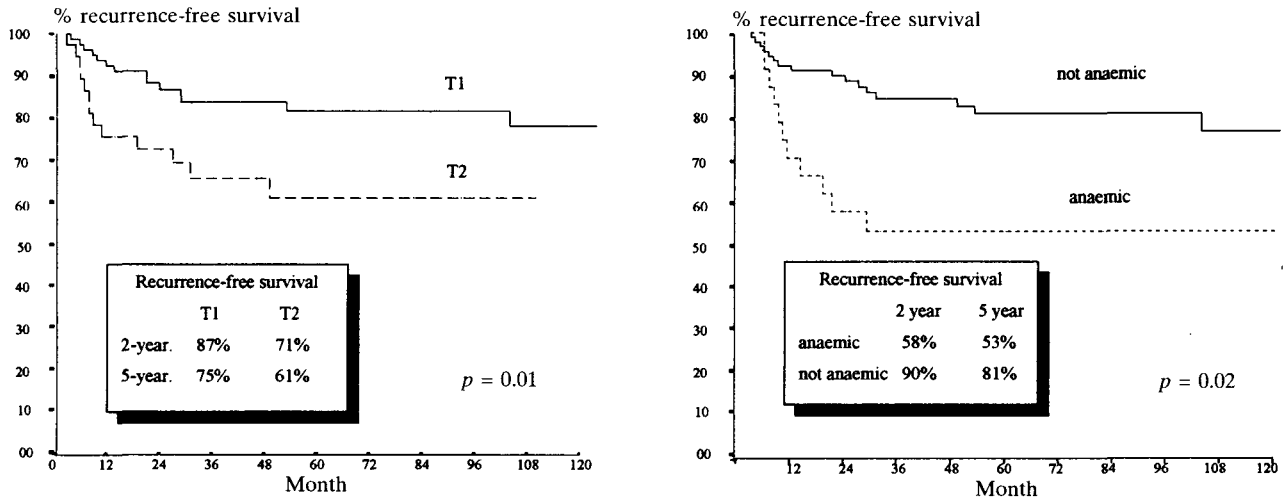 % recurrence-free survival
100
90
80
70
60
50
40
30
20
10
00
T1
T2
Recurrence-free survival
T1 T2
2-year. 87% 71%
5-year. 75% 61%
p = 0.01
0 12 24 36 48 60 72 84 96 108 120
Month
% recurrence-free survival
100
90
80
70
60
50
40
30
20
10
00
not anaemic
anaemic
Recurrence-free survival
2 year 5 year
anaemic 58% 53%
not anaemic 90% 81%
p = 0.02
12 24 36 48 60 72 84 96 108 120
Month